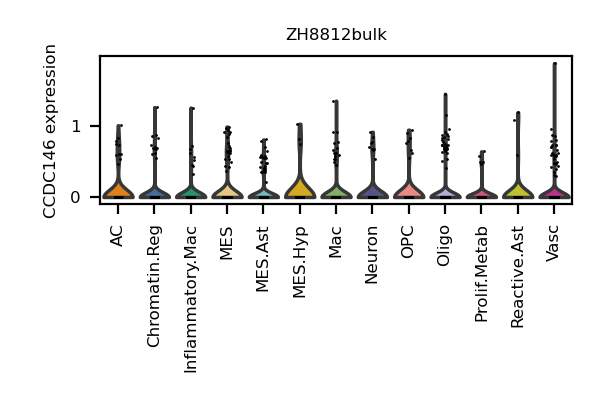 ZH8812bulk
CCDC146 expression
1
0
AC
Chromatin.Reg
Inflammatory.Mac
MES
MES.Ast
MES.Hyp
Mac
Neuron
OPC
Oligo
Prolif.Metab
Reactive.Ast
Vasc